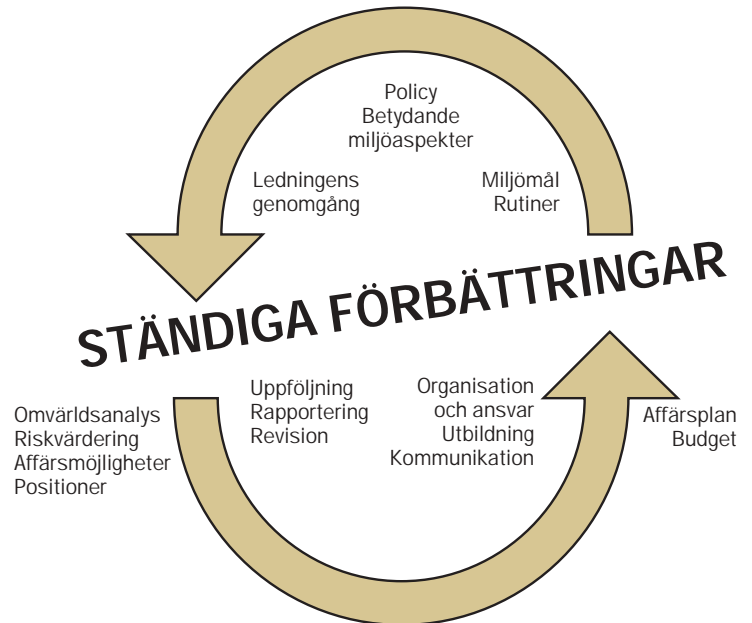 Policy
Betydande
miljöaspekter
Ledningens
genomgång
Miljömål
Rutiner
STÄNDIGA FÖRBÄTTRINGAR
Omvärldsanalys
Riskvärdering
Affärsmöjligheter
Positioner
Uppföljning
Rapportering
Revision
Organisation
och ansvar
Utbildning
Kommunikation
Affärsplan
Budget